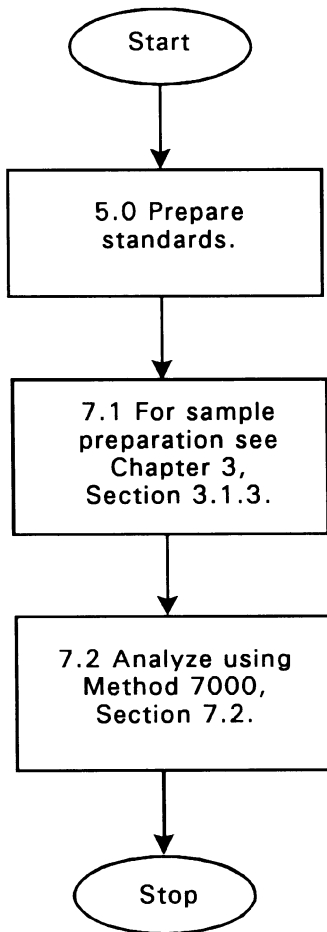 Start
5.0 Prepare
standards.
7.1 For sample
preparation see
Chapter 3,
Section 3.1.3.
7.2 Analyze using
Method 7000,
Section 7.2.
Stop